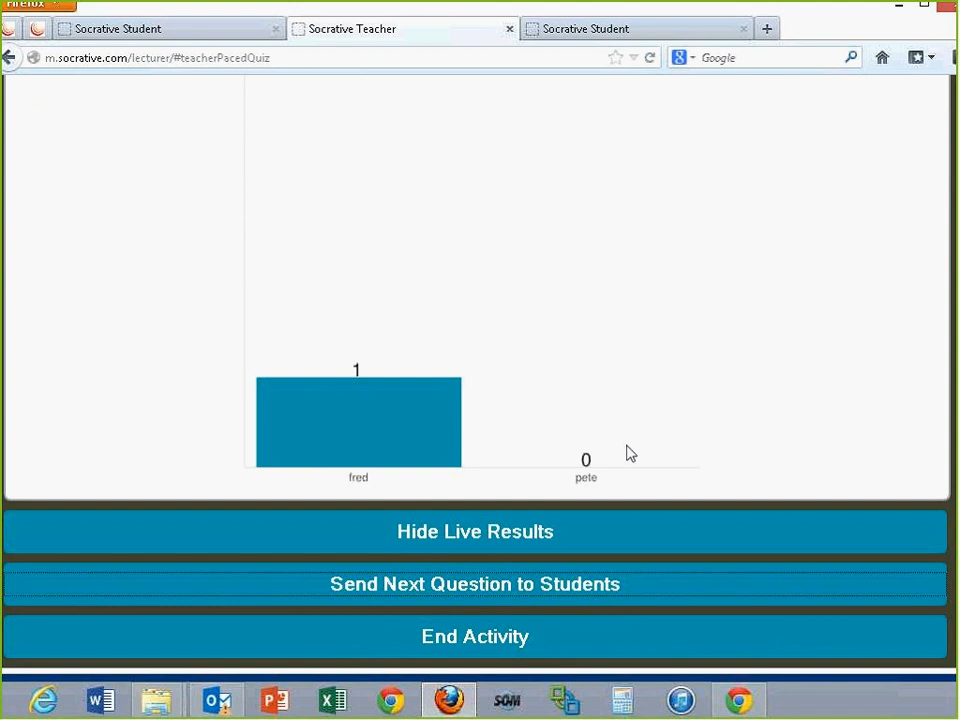 Firefox
Socrative Student
Socrative Teacher
Socrative Student
m.socrative.com/lecturer/#teacherPacedQuiz
Google
1
0
fred
pete
Hide Live Results
Send Next Question to Students
End Activity
SOM